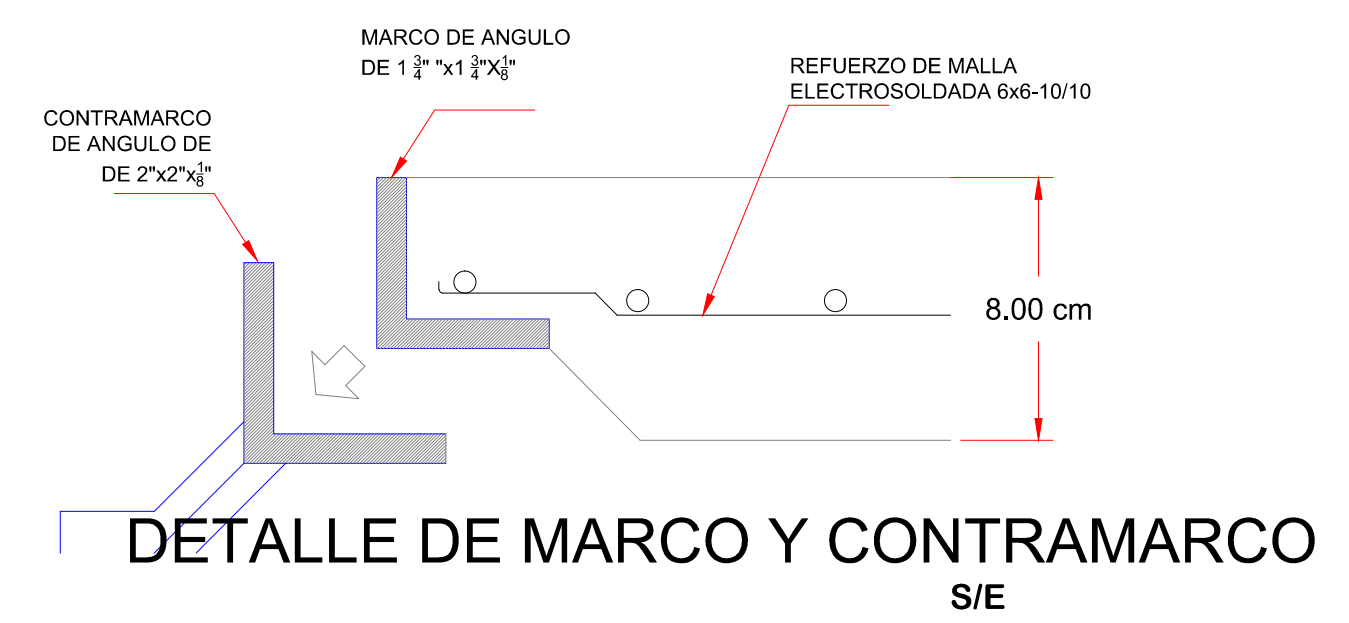 MARCO DE ANGULO
DE 1 3/4" "x1 3/4"X1/8"
REFUERZO DE MALLA
ELECTROSOLDADA 6x6-10/10
CONTRAMARCO
DE ANGULO DE
DE 2"x2"x1/8"
8.00 cm
DETALLE DE MARCO Y CONTRAMARCO
S/E